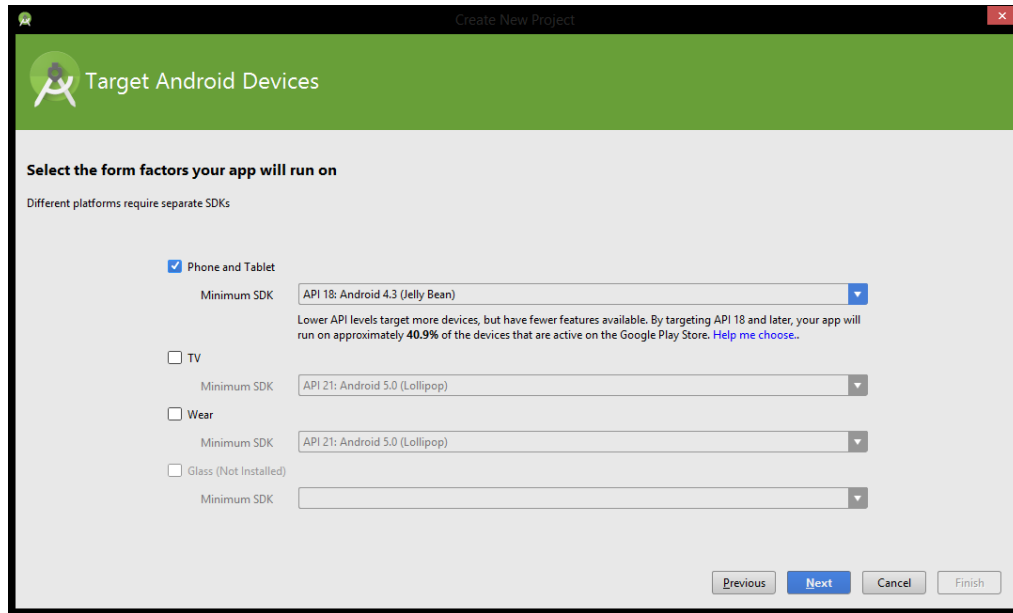 Create New Project
Target Android Devices
Select the form factors your app will run on
Different platforms require separate SDKs
Phone and Tablet
Minimum SDK API 18: Android 4.3 (Jelly Bean)
Lower API levels target more devices, but have fewer features available. By targeting API 18 and later, your app will
run on approximately 40.9% of the devices that are active on the Google Play Store. Help me choose..
TV
Minimum SDK API 21: Android 5.0 (Lollipop)
Wear
Minimum SDK API 21: Android 5.0 (Lollipop)
Glass (Not Installed)
Minimum SDK
Previous Next Cancel Finish